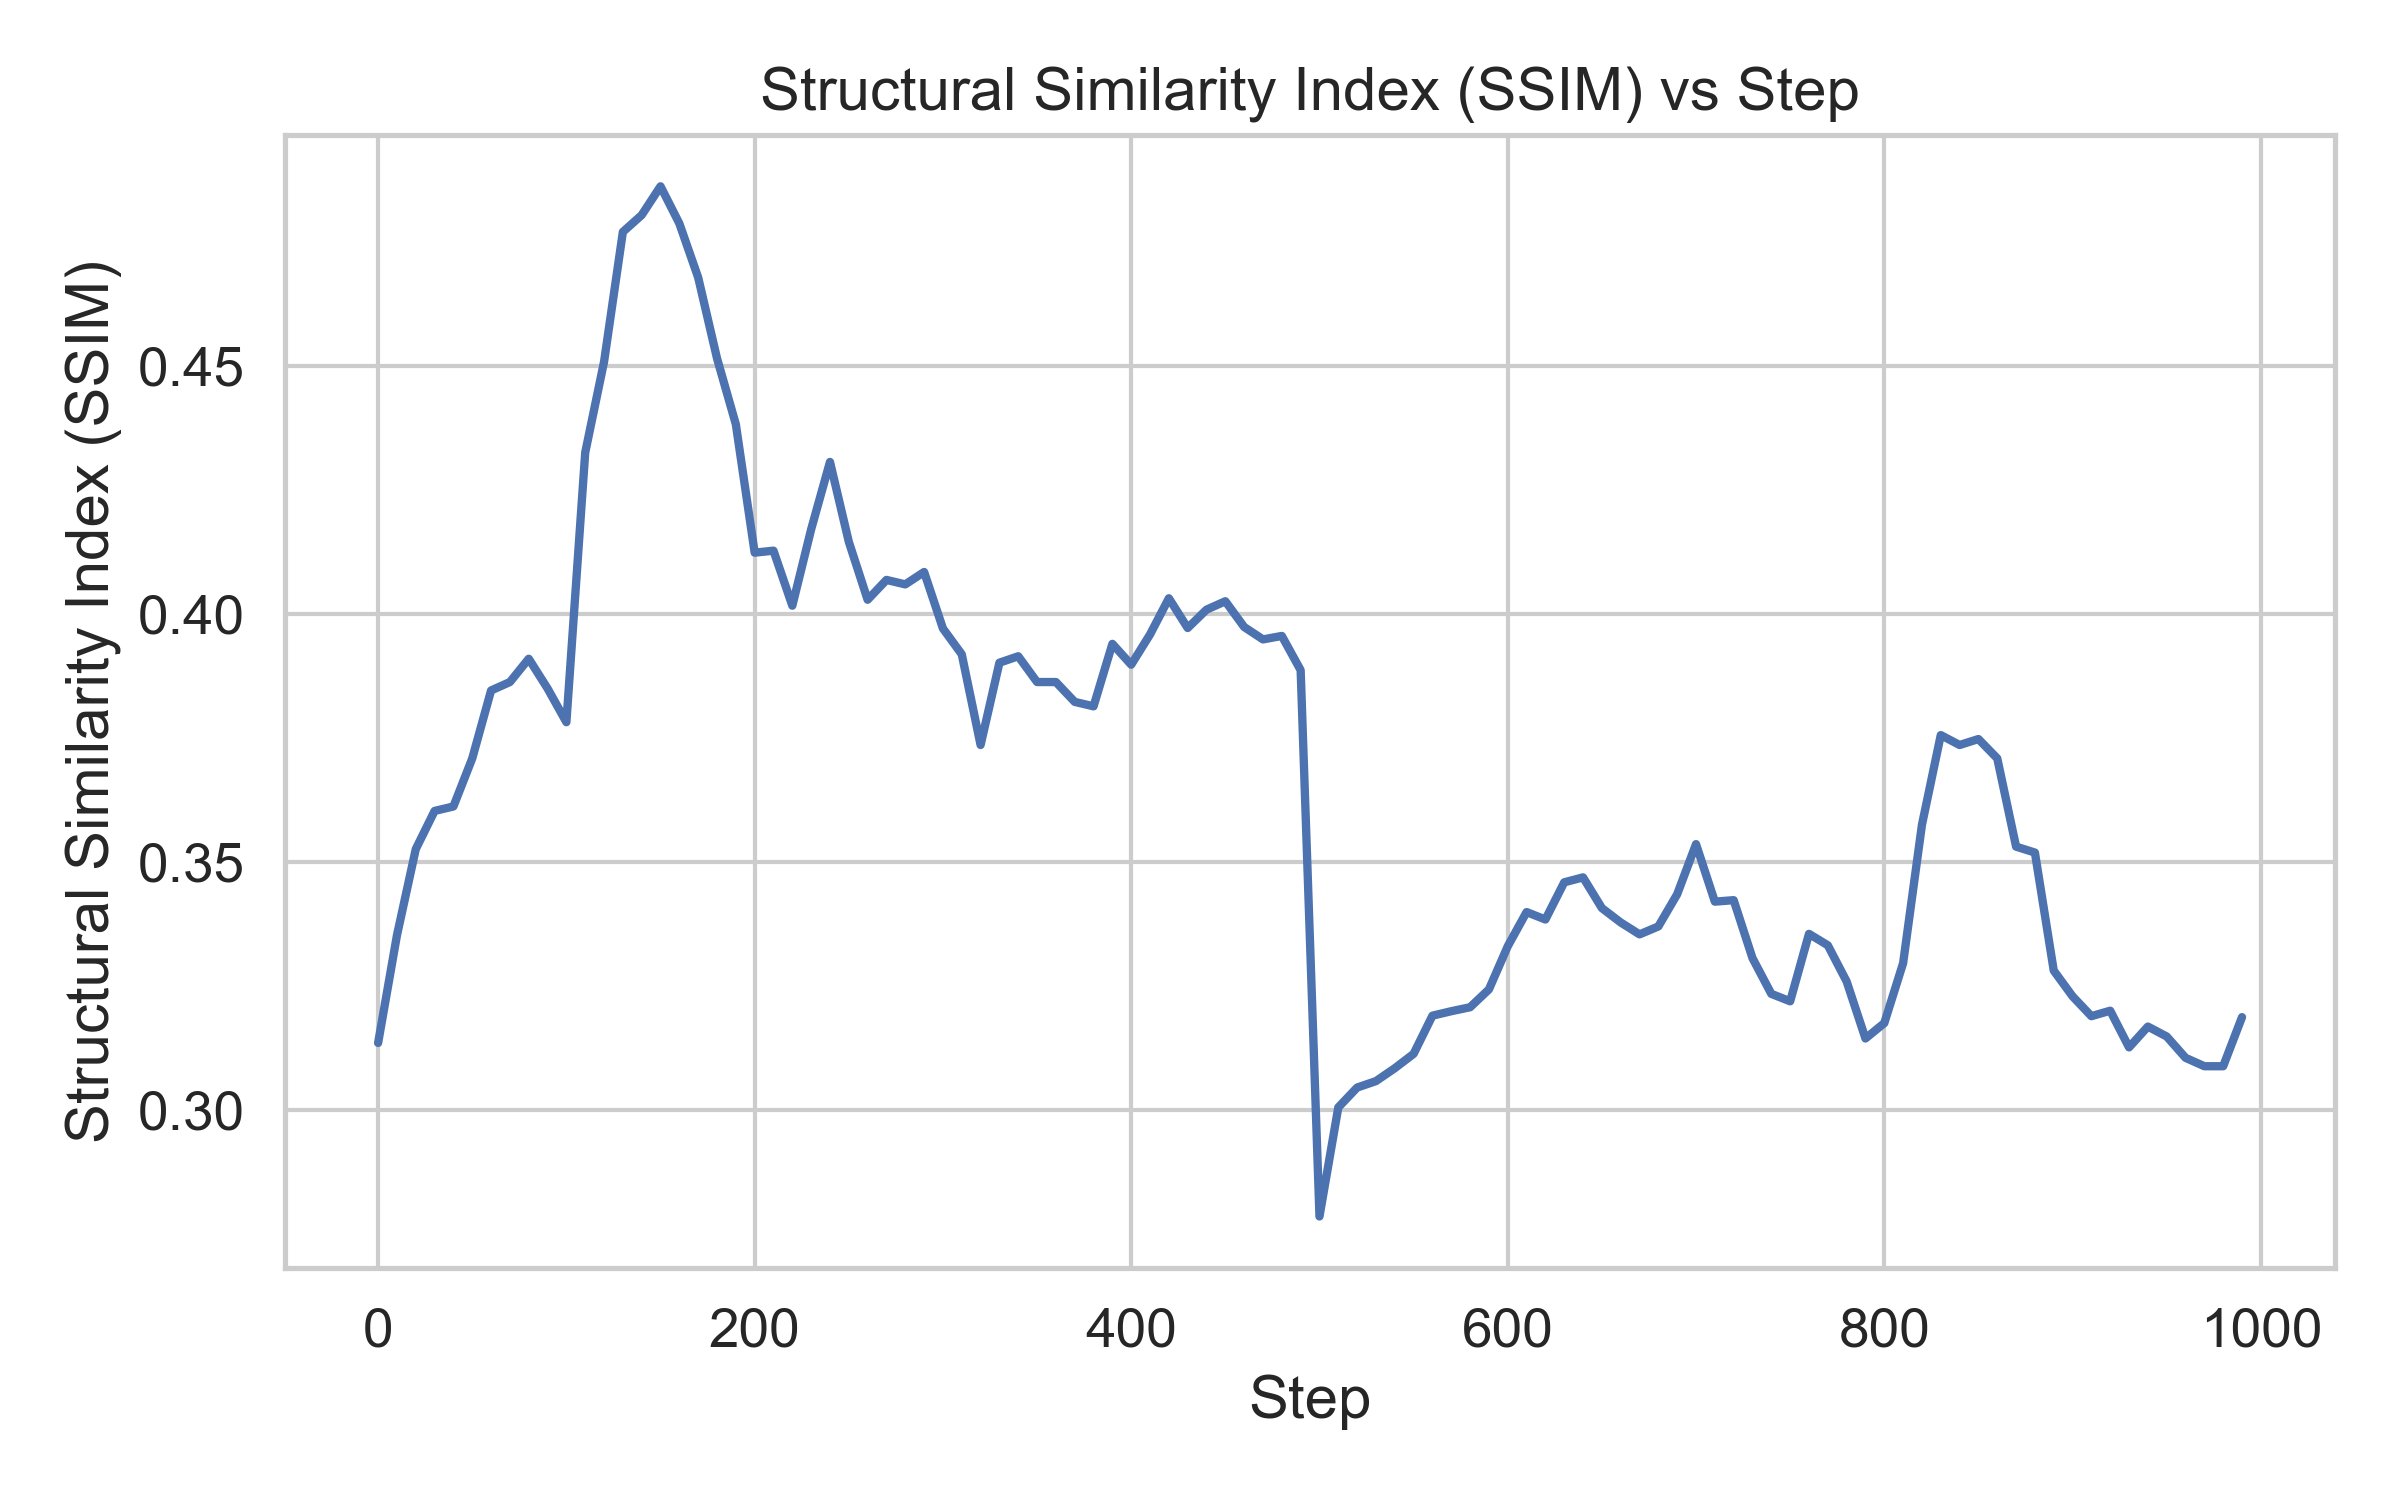 Structural Similarity Index (SSIM) vs Step
Structural Similarity Index (SSIM)
0.45
0.40
0.35
0.30
0 200 400 600 800 1000
Step